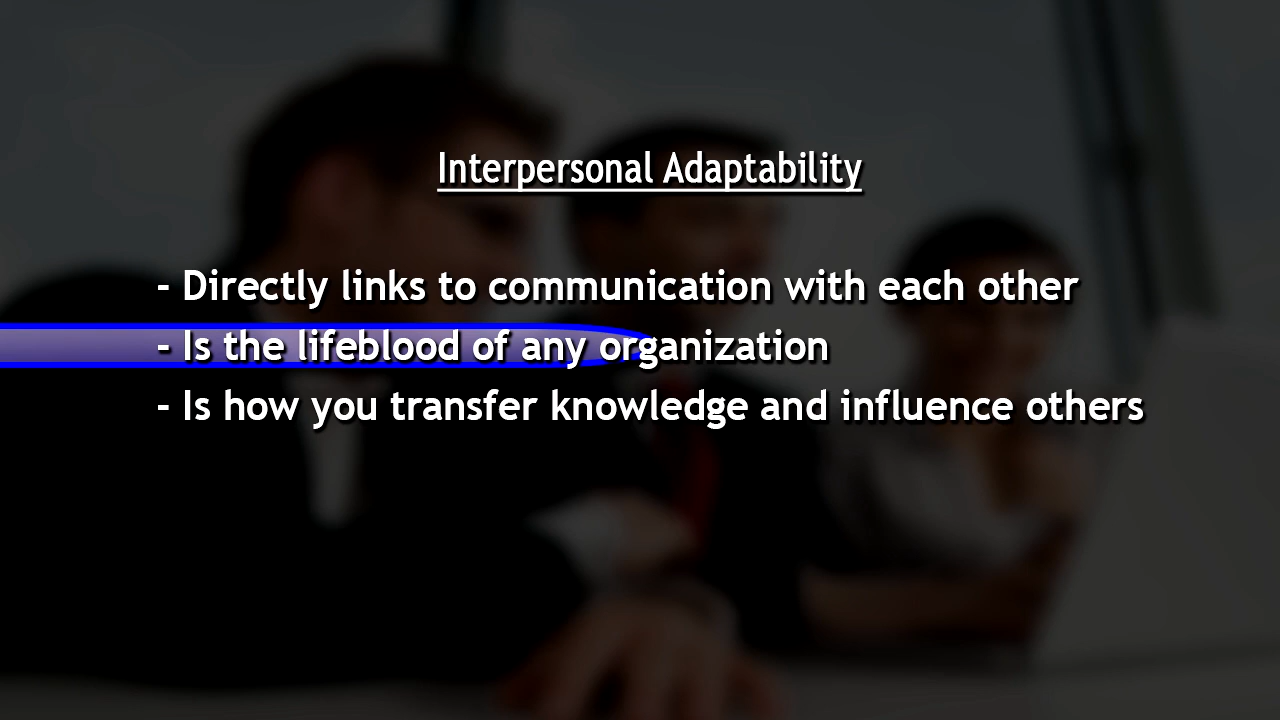 Interpersonal Adaptability
- Directly links to communication with each other
- Is the lifeblood of any organization
- Is how you transfer knowledge and influence others